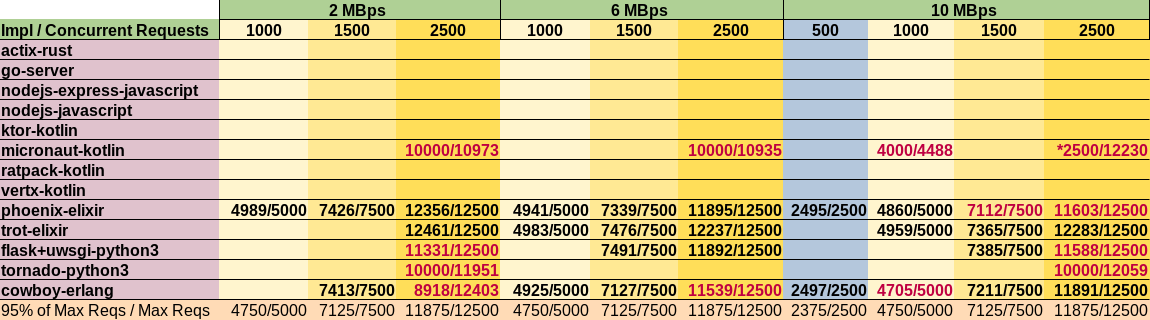 2 MBps 6 MBps 10 MBps
Impl / Concurrent Requests 1000 1500 2500 1000 1500 2500 500 1000 1500 2500
actix-rust
go-server
nodejs-express-javascript
nodejs-javascript
ktor-kotlin
micronaut-kotlin 10000/10973 10000/10935 4000/4488 *2500/12230
ratpack-kotlin
vertx-kotlin
phoenix-elixir 4989/5000 7426/7500 12356/12500 4941/5000 7339/7500 11895/12500 2495/2500 4860/5000 7112/7500 11603/12500
trot-elixir 12461/12500 4983/5000 7476/7500 12237/12500 4959/5000 7365/7500 12283/12500
flask+uwsgi-python3 11331/12500 7491/7500 11892/12500 7385/7500 11588/12500
tornado-python3 10000/11951 10000/12059
cowboy-erlang 7413/7500 8918/12403 4925/5000 7127/7500 11539/12500 2497/2500 4705/5000 7211/7500 11891/12500
95% of Max Reqs / Max Reqs 4750/5000 7125/7500 11875/12500 4750/5000 7125/7500 11875/12500 2375/2500 4750/5000 7125/7500 11875/12500